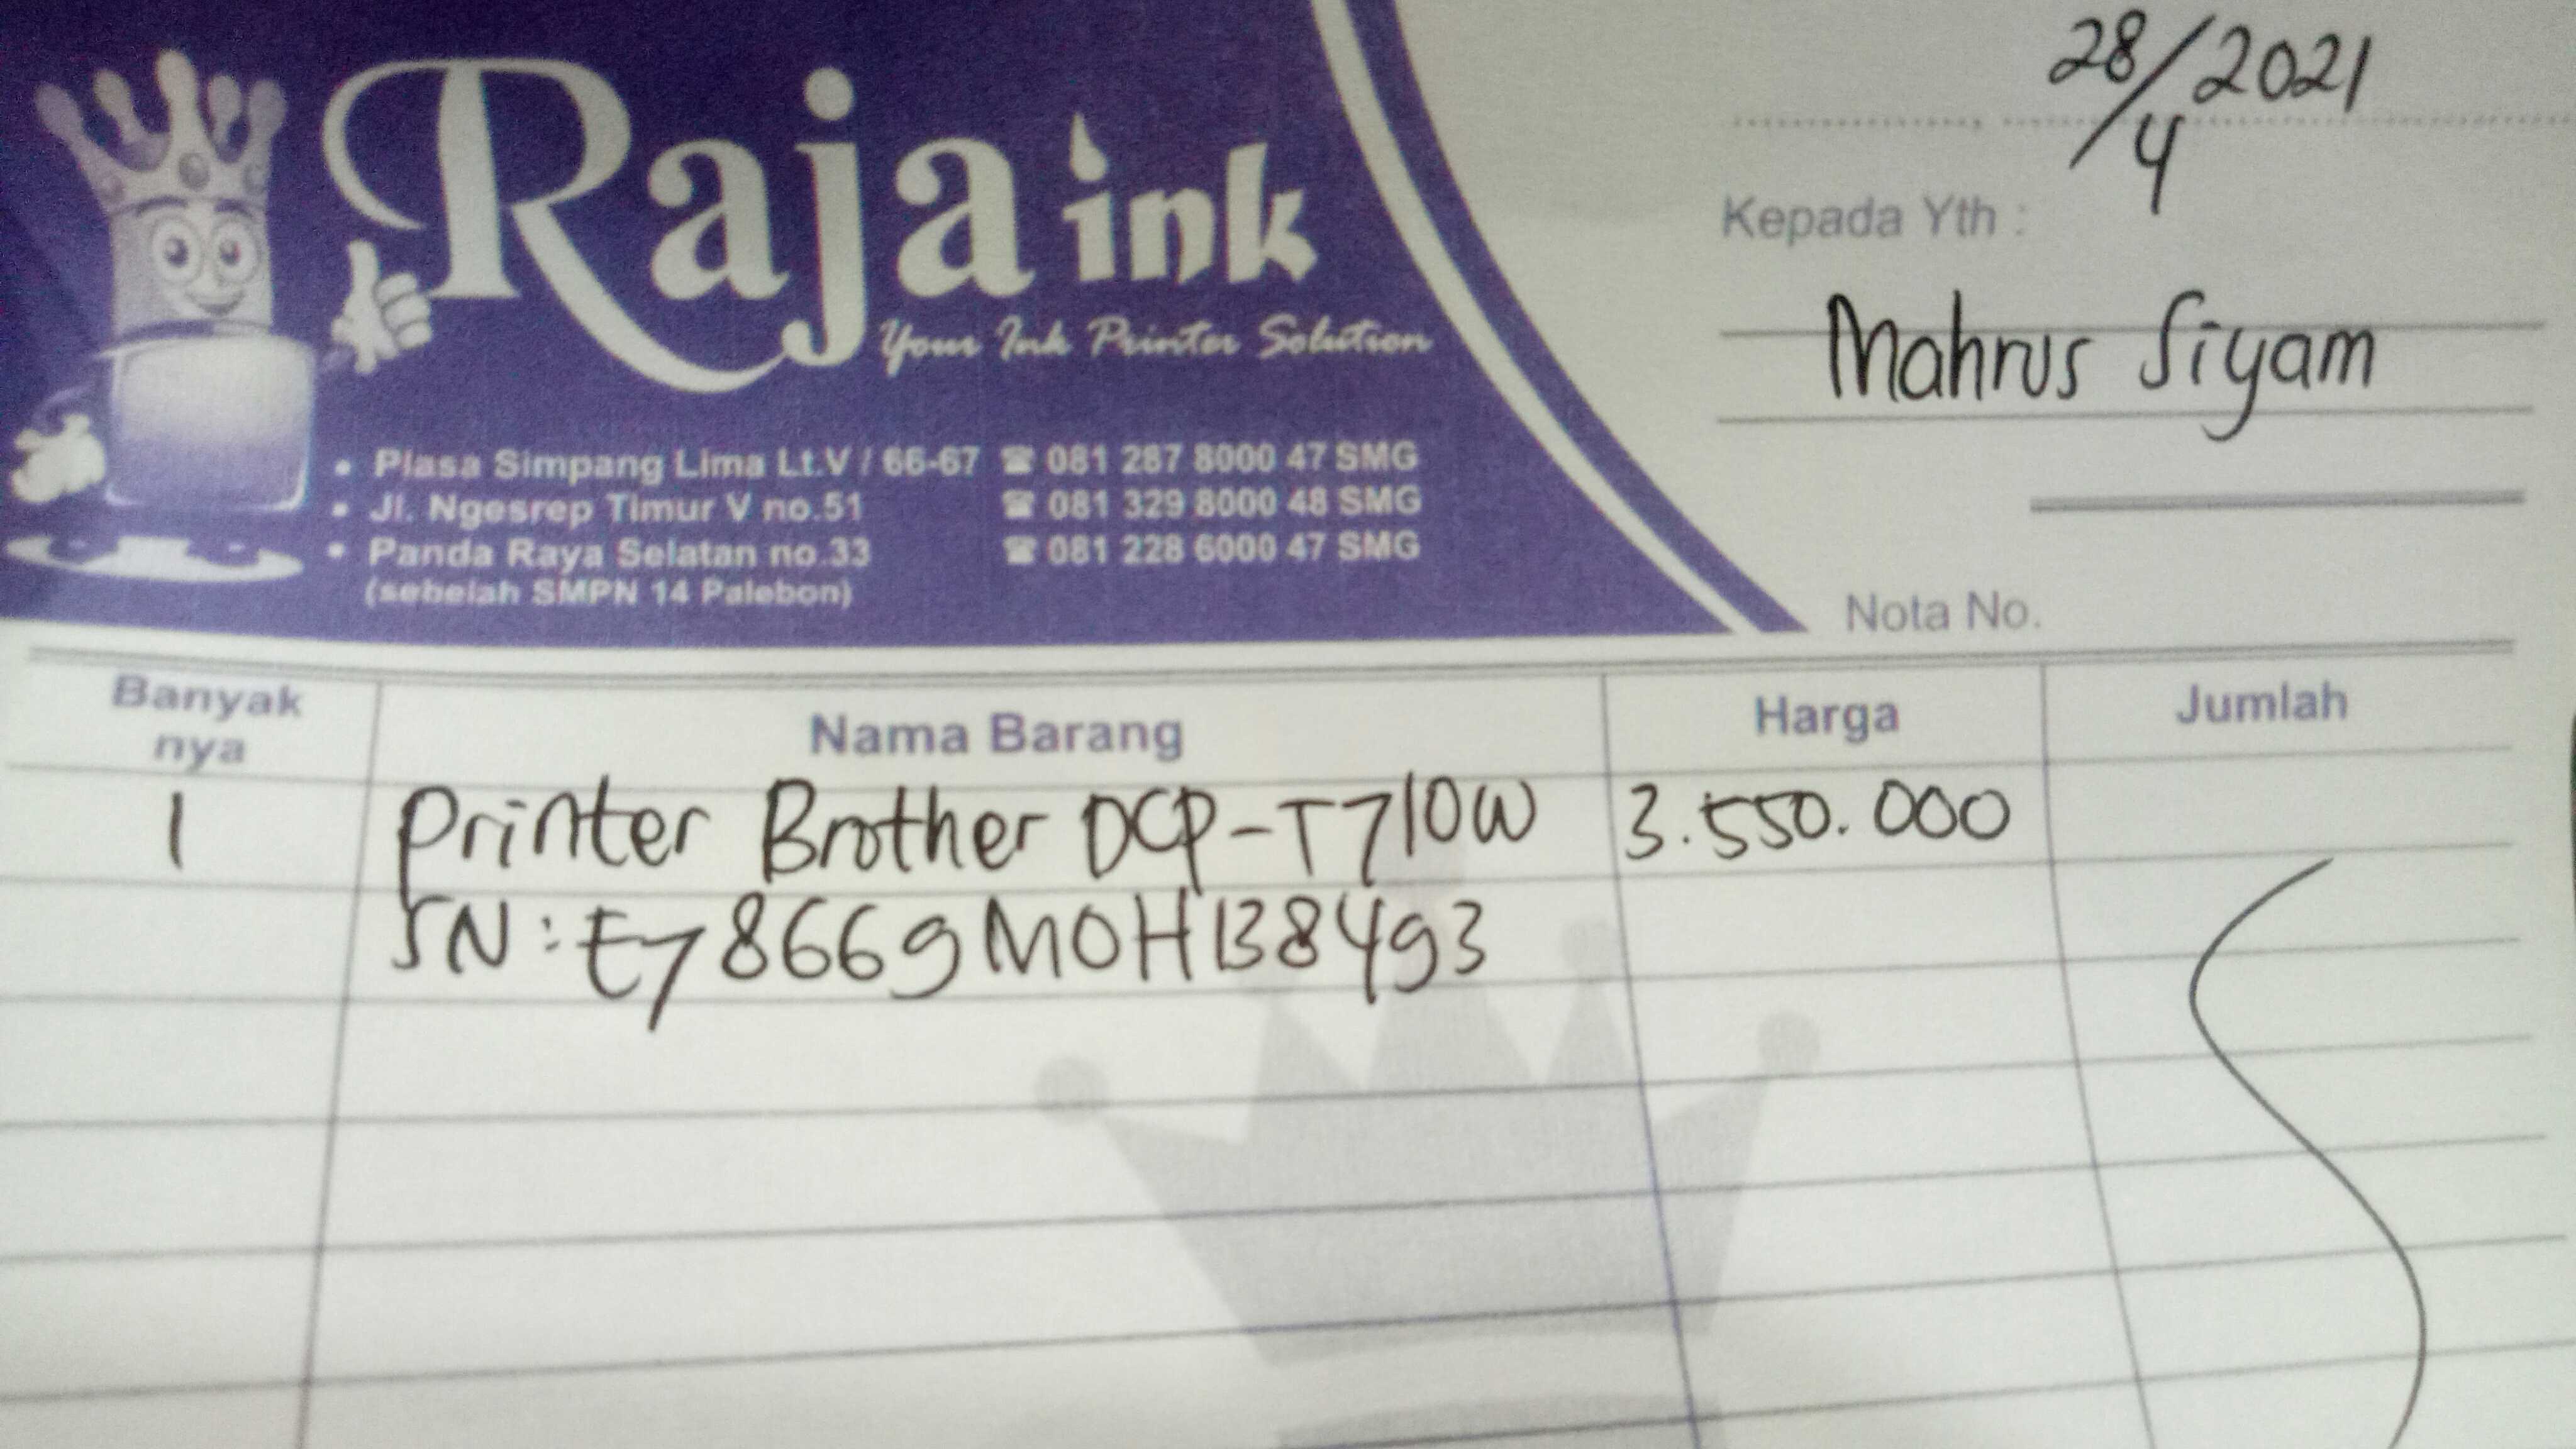 Raja ink
Your Ink Printer Solution
• Plasa Simpang Lima Lt.V / 66-67 ☎ 081 287 8000 47 SMG
• Jl. Ngesrep Timur V no.51 ☎ 081 329 8000 48 SMG
• Panda Raya Selatan no.33 ☎ 081 228 6000 47 SMG
(sebelah SMPN 14 Palebon)
28/4 2021
Kepada Yth :
Mahrus Siyam
Nota No.
Banyak nya Nama Barang Harga Jumlah
1 Printer Brother DCP-T710W 3.550.000
SN: E78669M0H138493